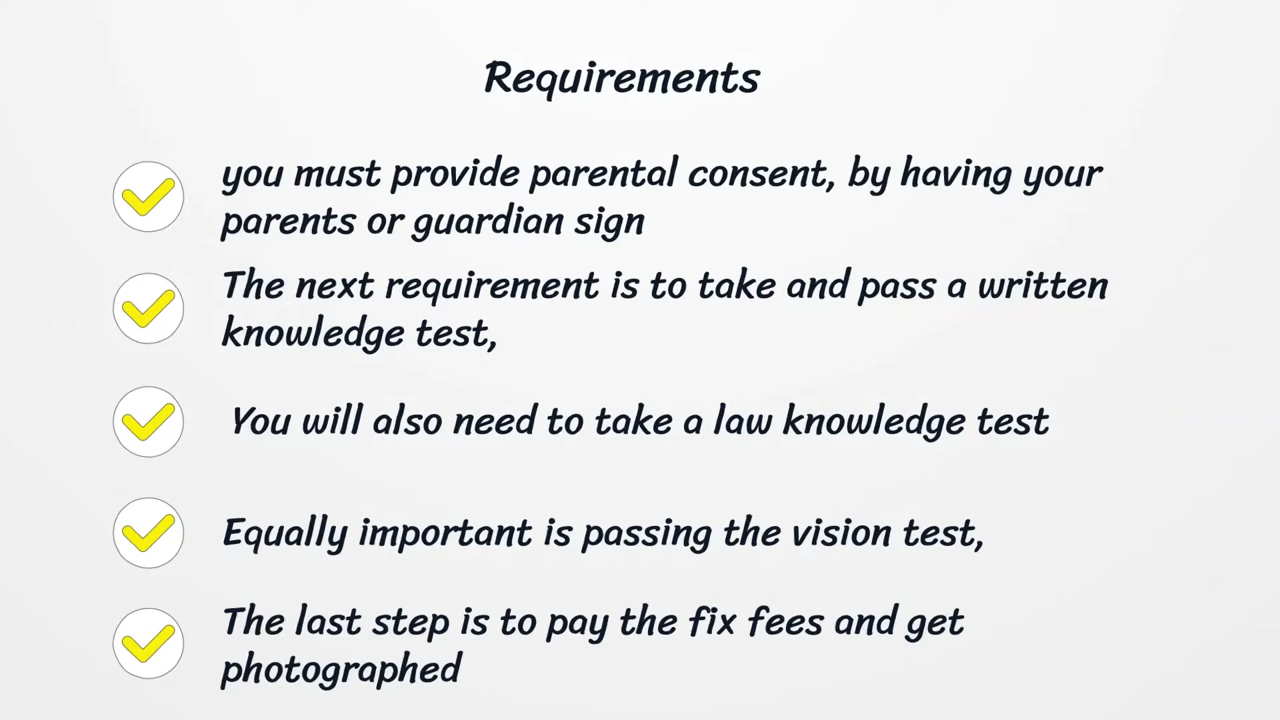 Requirements
you must provide parental consent, by having your
parents or guardian sign
The next requirement is to take and pass a written
knowledge test,
You will also need to take a law knowledge test
Equally important is passing the vision test,
The last step is to pay the fix fees and get
photographed